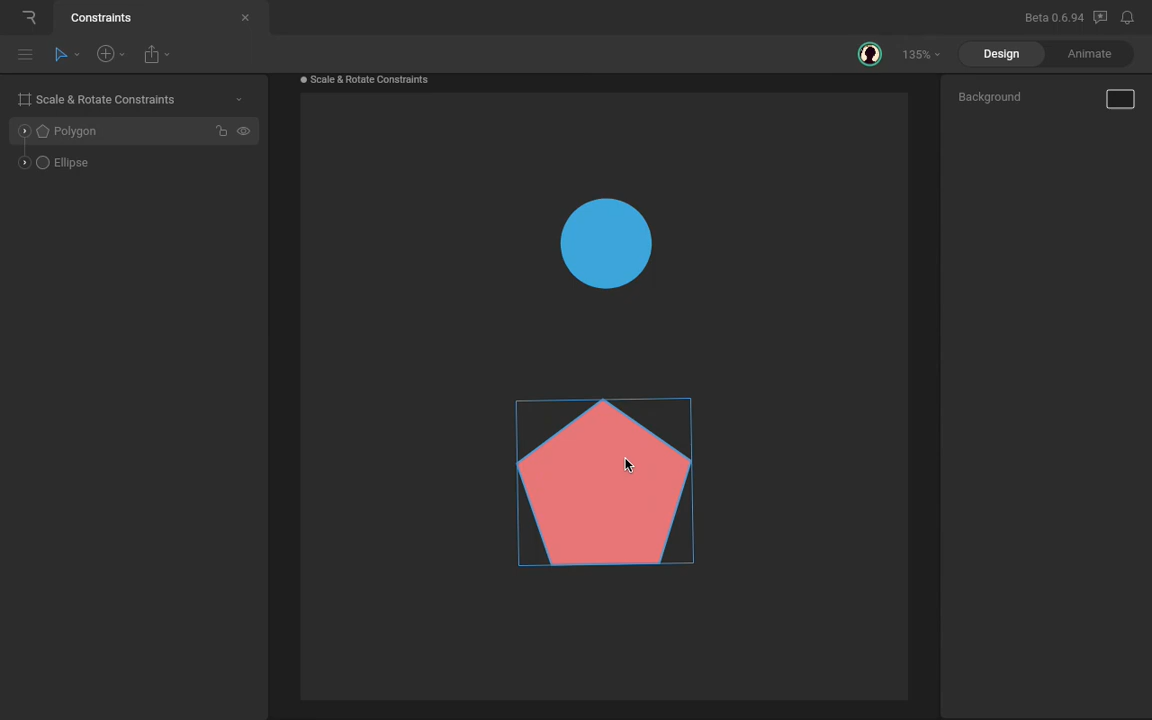 Constraints
Beta 0.6.94
135%
Design
Animate
Scale & Rotate Constraints
Scale & Rotate Constraints
Background
Polygon
Ellipse